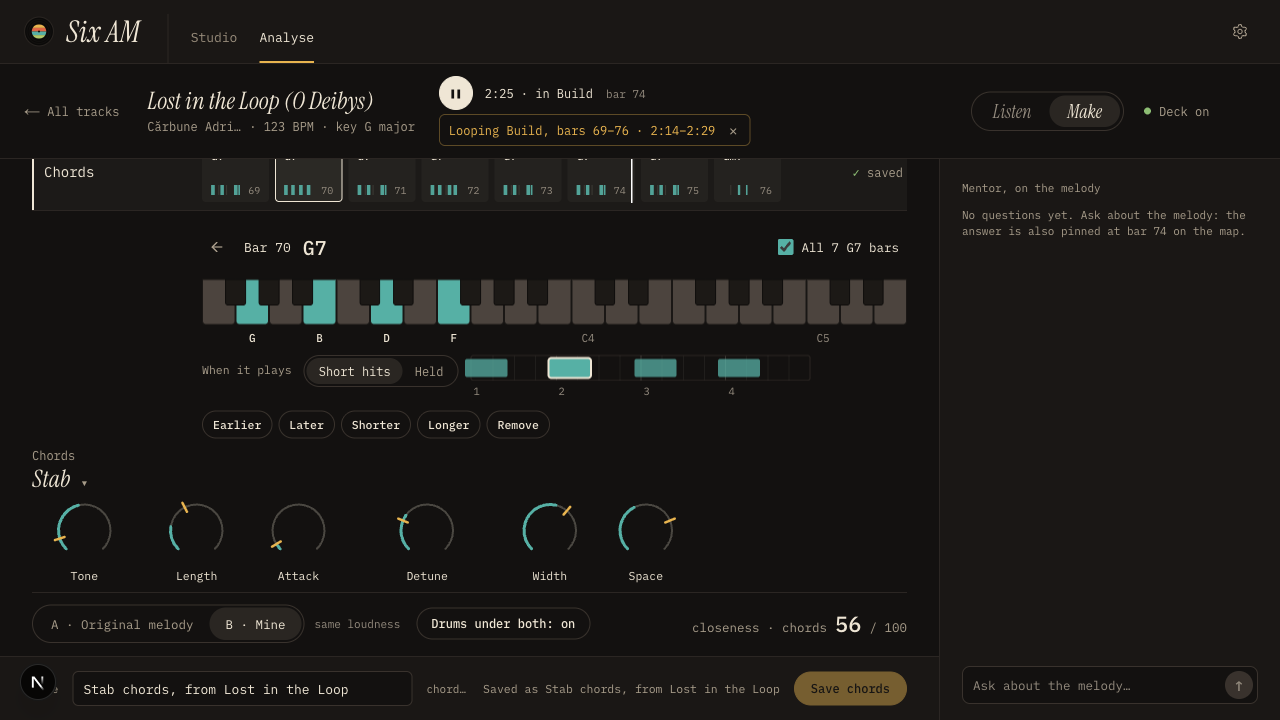 Six AM
Studio
Analyse
← All tracks
Lost in the Loop (O Deibys)
Cărbune Adri… · 123 BPM · key G major
2:25 · in Build bar 74
Looping Build, bars 69–76 · 2:14–2:29 ×
Listen
Make
Deck on
Chords
69
70
71
72
73
74
75
76
✓ saved
← Bar 70 G7
All 7 G7 bars
G B D F C4 C5
When it plays
Short hits
Held
1 2 3 4
Earlier
Later
Shorter
Longer
Remove
Chords
Stab ▾
Tone
Length
Attack
Detune
Width
Space
A · Original melody
B · Mine
same loudness
Drums under both: on
closeness · chords 56 / 100
N
Stab chords, from Lost in the Loop
chord…
Saved as Stab chords, from Lost in the Loop
Save chords
Mentor, on the melody
No questions yet. Ask about the melody: the
answer is also pinned at bar 74 on the map.
Ask about the melody…
↑